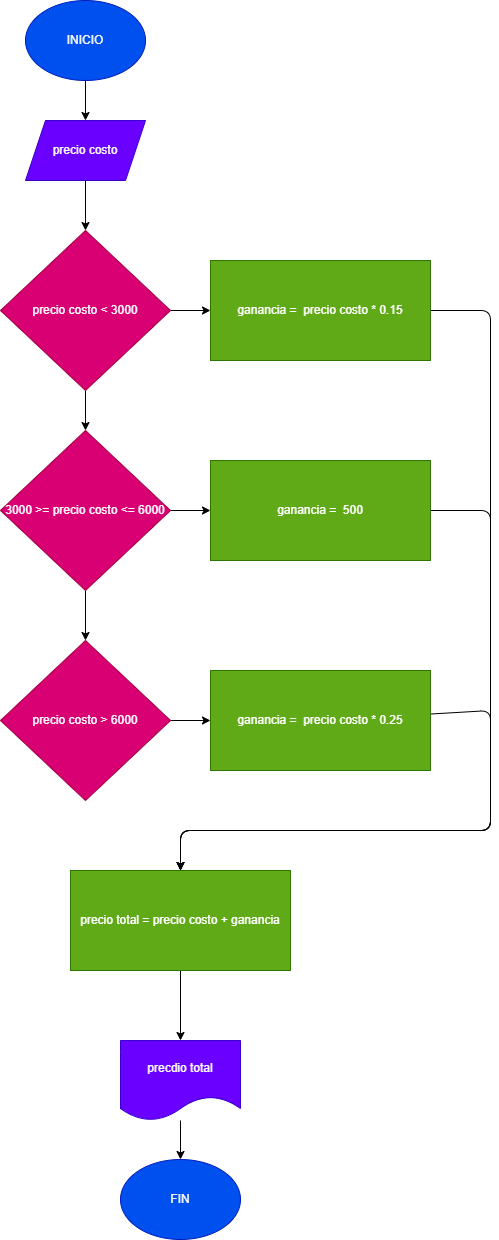 INICIO
precio costo
precio costo < 3000
ganancia =  precio costo * 0.15
3000 >= precio costo <= 6000
ganancia =  500
precio costo > 6000
ganancia =  precio costo * 0.25
precio total = precio costo + ganancia
precdio total
FIN